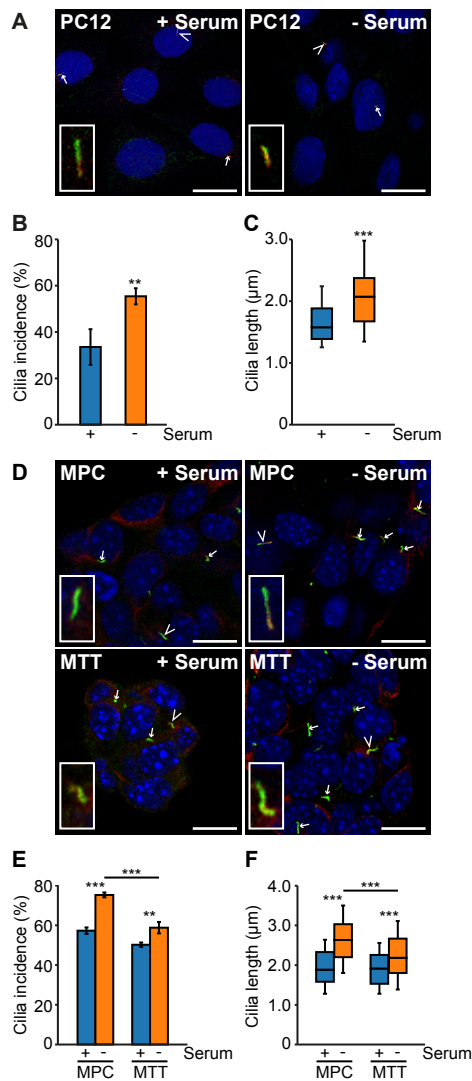 A
PC12 + Serum
PC12 - Serum
B
Cilia incidence (%)
80
60
40
20
0
**
+ - Serum
C
Cilia length (µm)
3.0
2.0
1.0
0
***
+ - Serum
D
MPC + Serum
MPC - Serum
MTT + Serum
MTT - Serum
E
Cilia incidence (%)
80
60
40
20
0
***
***
**
+ - + - Serum
MPC MTT
F
Cilia length (µm)
4.0
3.0
2.0
1.0
0
***
***
***
+ - + - Serum
MPC MTT